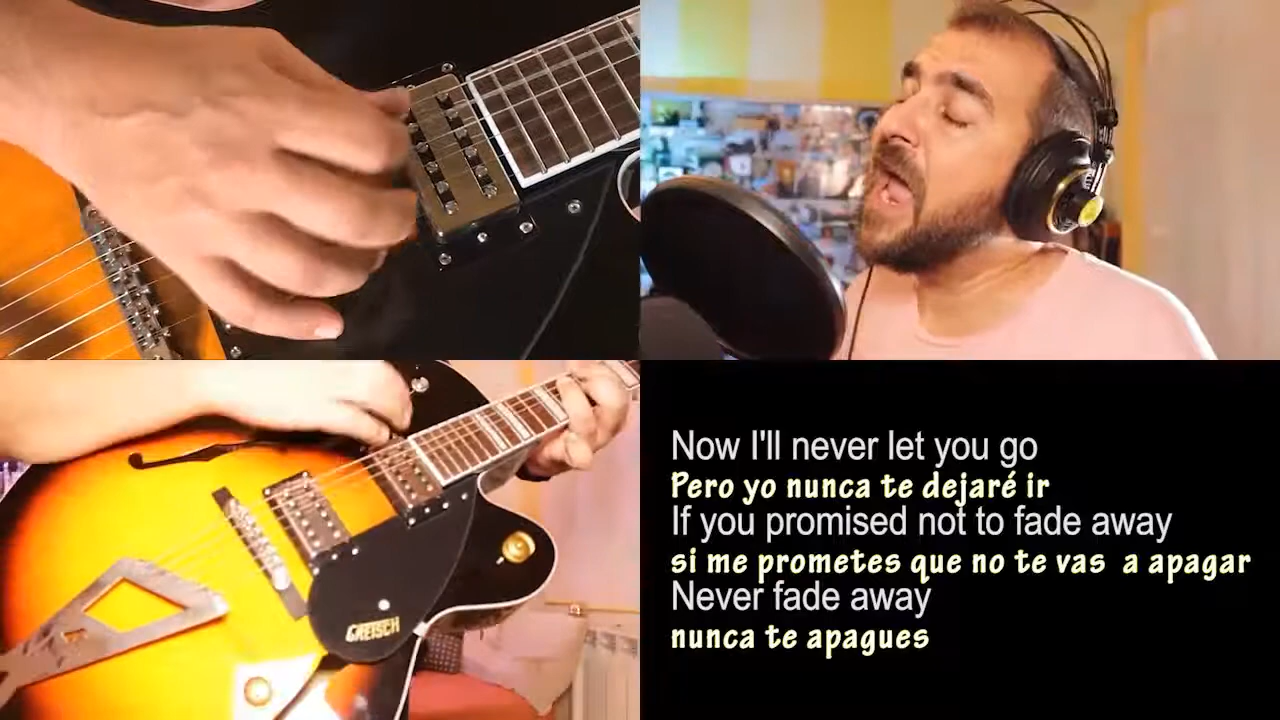 GRETSCH
Now I'll never let you go
Pero yo nunca te dejaré ir
If you promised not to fade away
si me prometes que no te vas a apagar
Never fade away
nunca te apagues